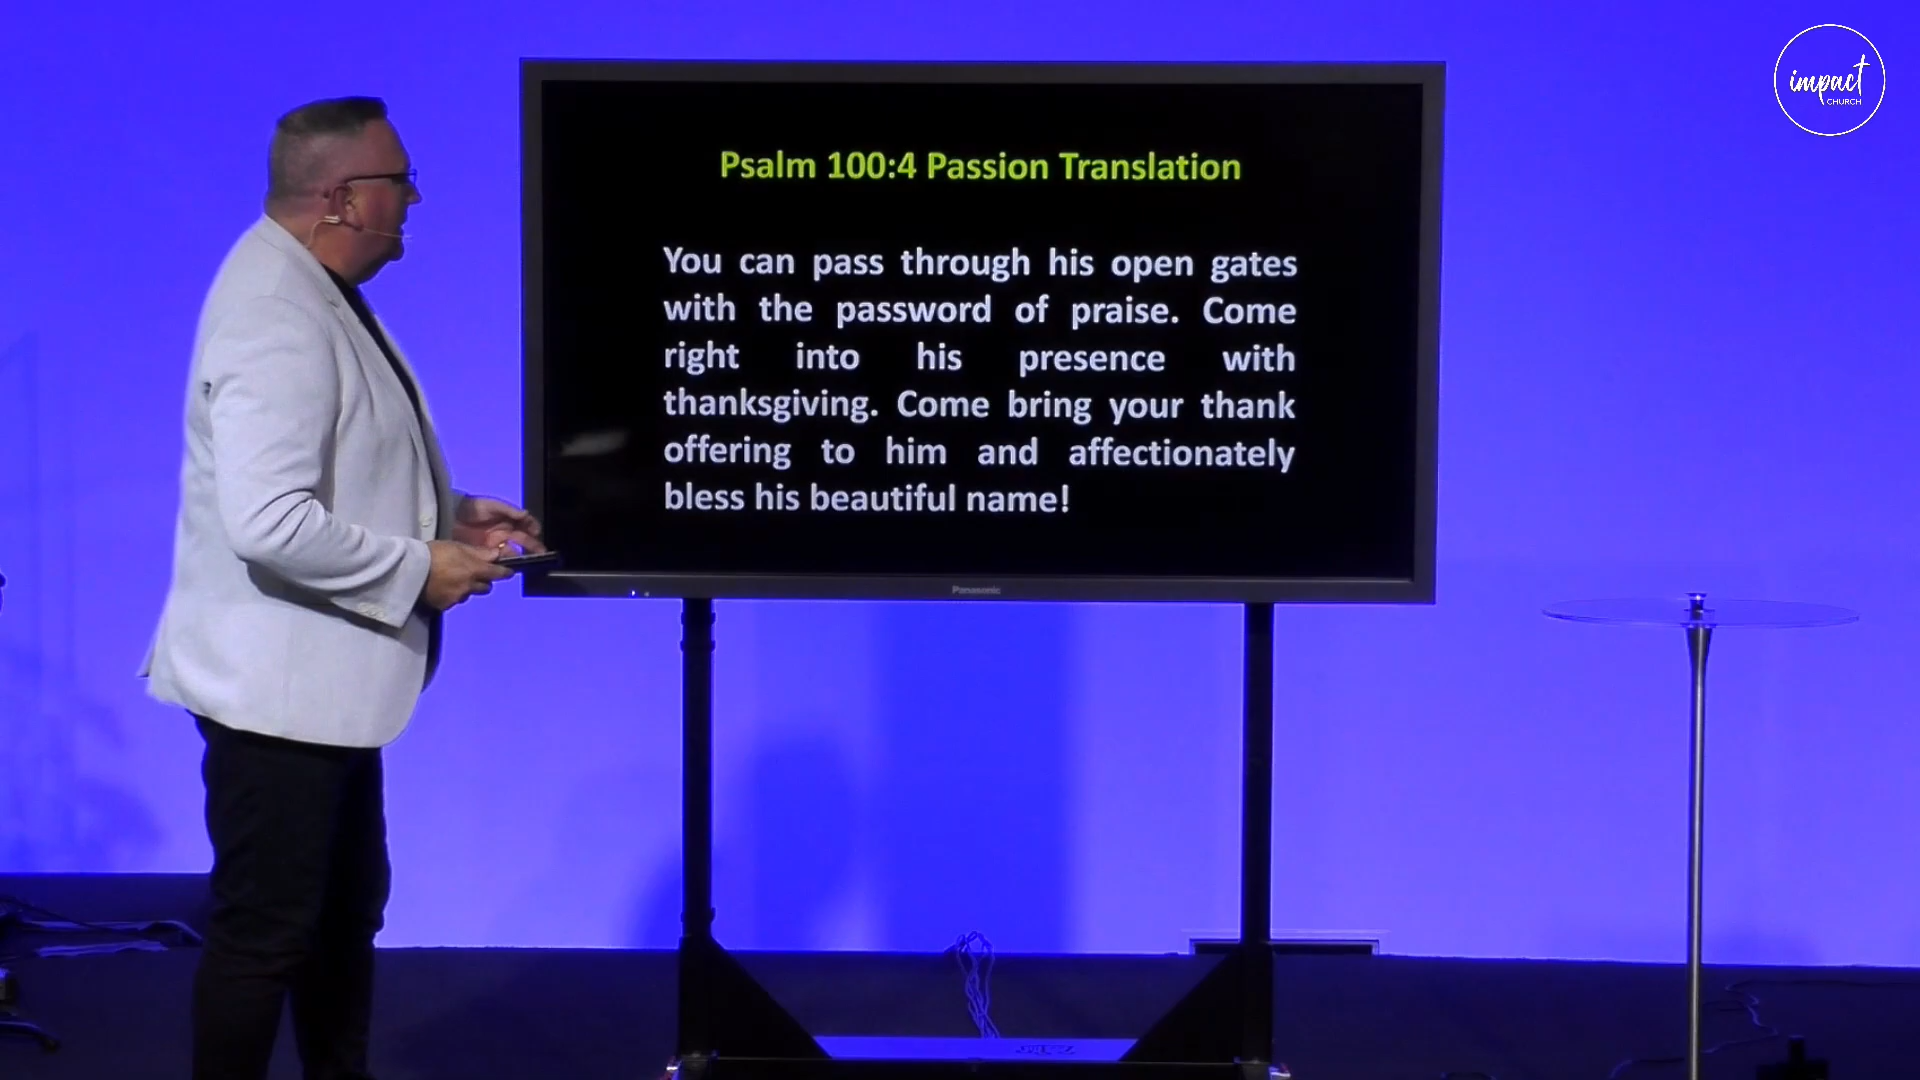 impact
CHURCH
Psalm 100:4 Passion Translation
You can pass through his open gates
with the password of praise. Come
right into his presence with
thanksgiving. Come bring your thank
offering to him and affectionately
bless his beautiful name!
Panasonic